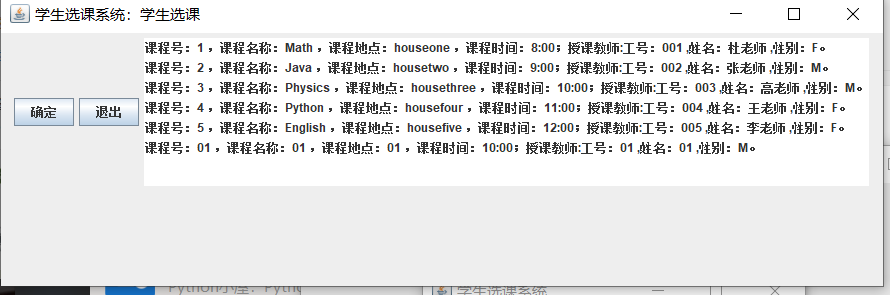 学生选课系统：学生选课
课程号：1 ，课程名称：Math ，课程地点：houseone ，课程时间：8:00；授课教师:工号：001 ,姓名：杜老师 ,性别：F。
课程号：2 ，课程名称：Java ，课程地点：housetwo ，课程时间：9:00；授课教师:工号：002 ,姓名：张老师 ,性别：M。
课程号：3 ，课程名称：Physics ，课程地点：housethree ，课程时间：10:00；授课教师:工号：003 ,姓名：高老师 ,性别：M。
课程号：4 ，课程名称：Python ，课程地点：housefour ，课程时间：11:00；授课教师:工号：004 ,姓名：王老师 ,性别：F。
课程号：5 ，课程名称：English ，课程地点：housefive ，课程时间：12:00；授课教师:工号：005 ,姓名：李老师 ,性别：F。
课程号：01 ，课程名称：01 ，课程地点：01 ，课程时间：10:00；授课教师:工号：01 ,姓名：01 ,性别：M。
确定 退出
学生选课系统